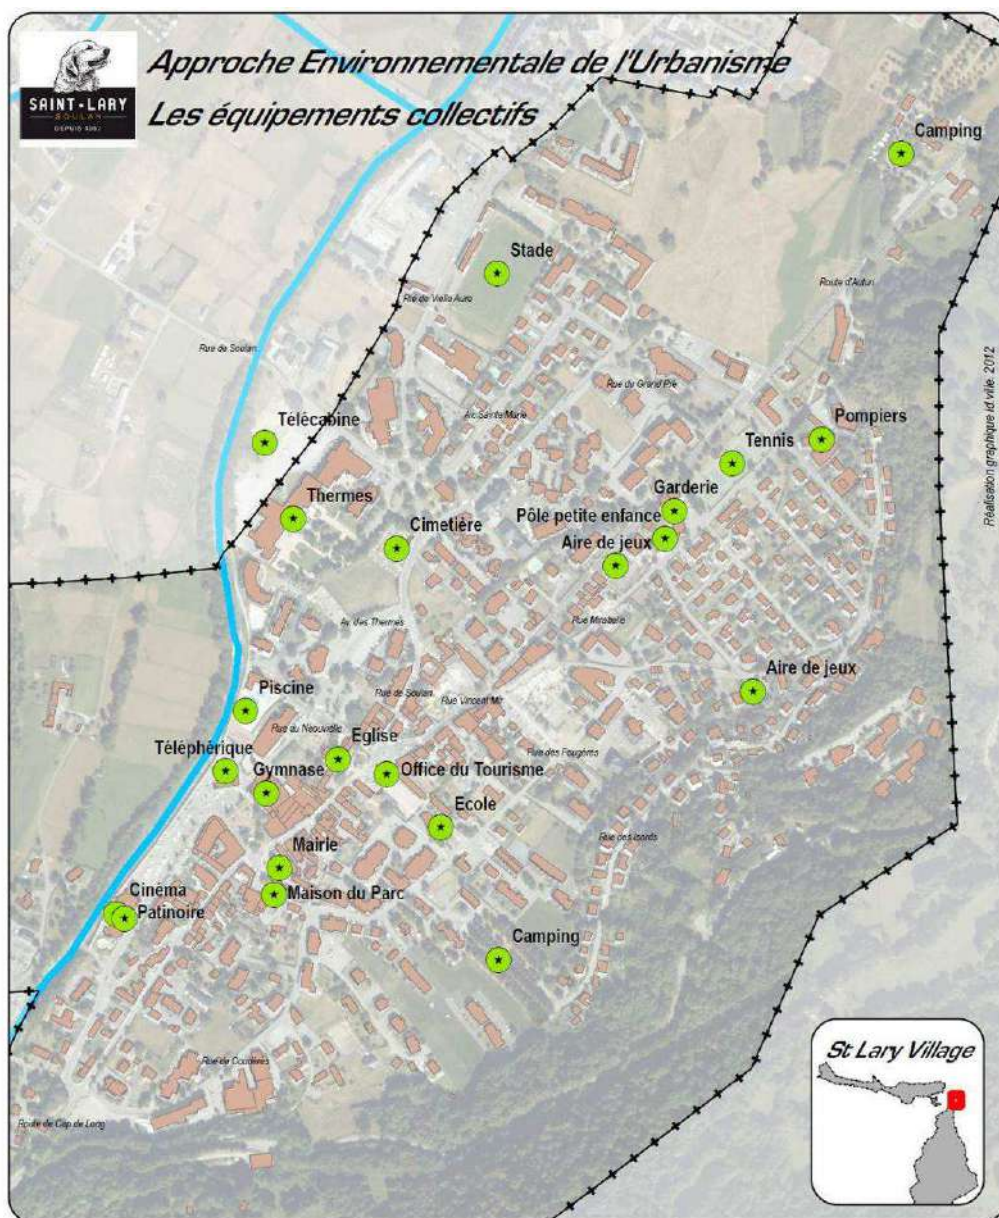 Approche Environnementale de l'Urbanisme
Les équipements collectifs
SAINT•LARY
SOULAN
Camping
Stade
Route d'Autun
Rue de Vielle Aure
Rue de Soulan
Réalisation graphique id.ville. 2012
Rue du Grand Pré
Av. Sainte Marie
Télécabine
Pompiers
Tennis
Thermes
Garderie
Pôle petite enfance
Cimetière
Aire de jeux
Av. des Thermes
Rue Mirabelle
Aire de jeux
Piscine
Rue de Soulan
Rue Vincent Mir
Rue du Néouvielle
Eglise
Rue des Fougères
Téléphérique
Gymnase
Office du Tourisme
Ecole
Rue des Isards
Mairie
Maison du Parc
Cinéma
Patinoire
Camping
St Lary Village
Rue de Coudères
Route de Cap de Long